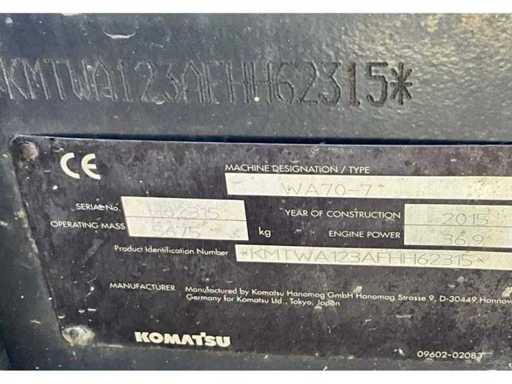 KMTWA123AFHH62315*
CE
MACHINE DESIGNATION / TYPE
WA70-7
SERIAL No. H62315 YEAR OF CONSTRUCTION 2015
OPERATING MASS kg ENGINE POWER 36.9
Product Identification Number *KMTWA123AFHH62315*
Manufactured by Komatsu Hanomag GmbH Hanomag Strasse 9, D-30449
Germany for Komatsu Ltd., Tokyo, Japan
KOMATSU
09602-02083